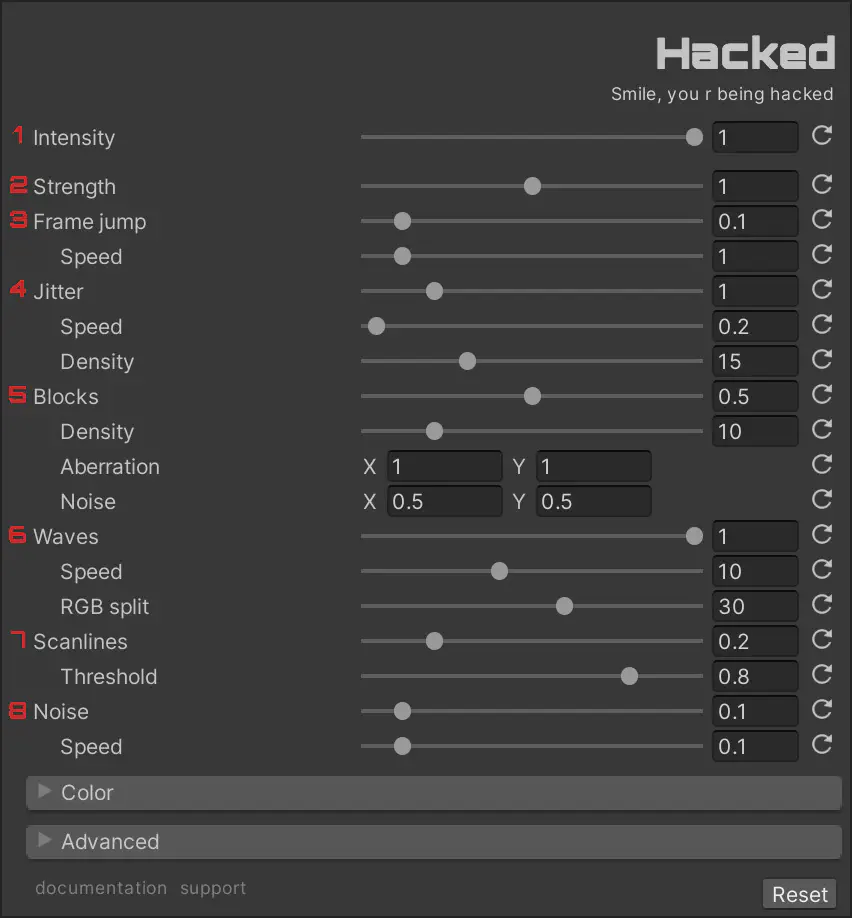 Hacked
Smile, you r being hacked
1 Intensity 1
2 Strength 1
3 Frame jump 0.1
Speed 1
4 Jitter 1
Speed 0.2
Density 15
5 Blocks 0.5
Density 10
Aberration X 1 Y 1
Noise X 0.5 Y 0.5
6 Waves 1
Speed 10
RGB split 30
7 Scanlines 0.2
Threshold 0.8
8 Noise 0.1
Speed 0.1
Color
Advanced
documentation support
Reset